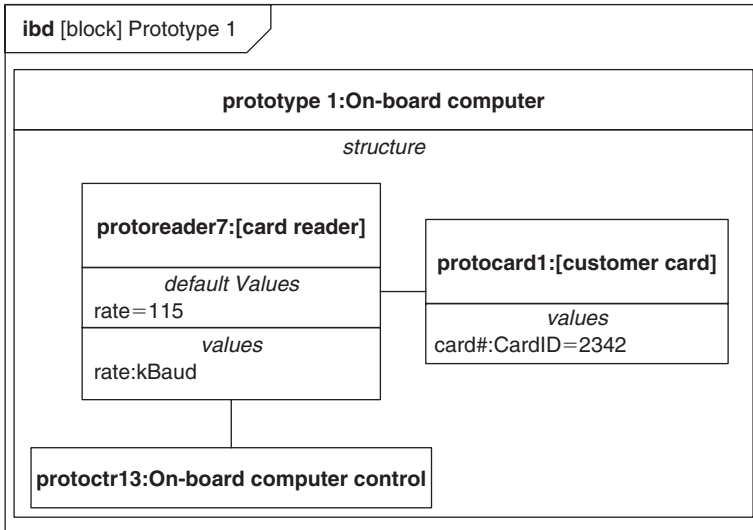 ibd [block] Prototype 1
prototype 1:On-board computer
structure
protoreader7:[card reader]
default Values
rate=115
values
rate:kBaud
protocard1:[customer card]
values
card#:CardID=2342
protoctr13:On-board computer control